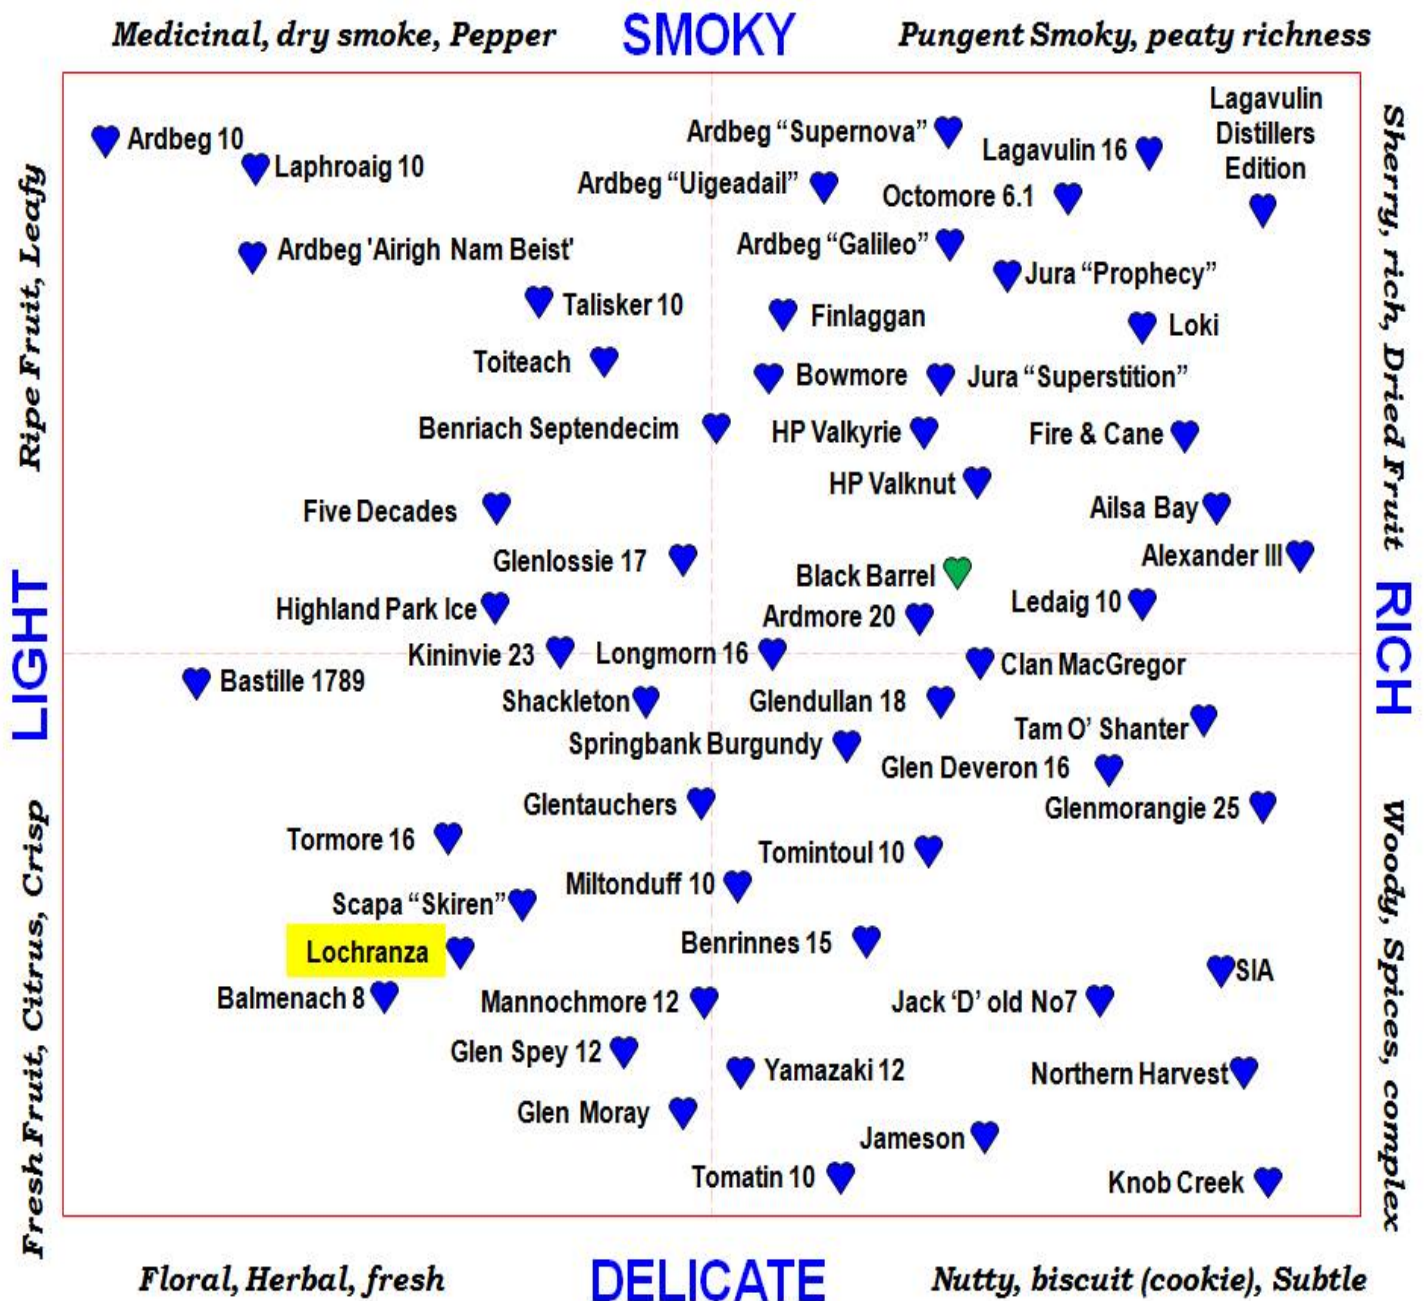 Medicinal, dry smoke, Pepper
SMOKY
Pungent Smoky, peaty richness
Ripe Fruit, Leafy
LIGHT
Fresh Fruit, Citrus, Crisp
Sherry, rich, Dried Fruit
RICH
Woody, Spices, complex
Ardbeg 10
Laphroaig 10
Ardbeg “Supernova”
Lagavulin 16
Lagavulin
Distillers
Edition
Ardbeg “Uigeadail”
Octomore 6.1
Ardbeg 'Airigh Nam Beist'
Ardbeg “Galileo”
Jura “Prophecy”
Talisker 10
Finlaggan
Loki
Toiteach
Bowmore
Jura “Superstition”
Benriach Septendecim
HP Valkyrie
Fire & Cane
HP Valknut
Five Decades
Ailsa Bay
Glenlossie 17
Alexander III
Black Barrel
Highland Park Ice
Ardmore 20
Ledaig 10
Kininvie 23
Longmorn 16
Clan MacGregor
Bastille 1789
Shackleton
Glendullan 18
Tam O’ Shanter
Springbank Burgundy
Glen Deveron 16
Glentauchers
Glenmorangie 25
Tormore 16
Tomintoul 10
Miltonduff 10
Scapa “Skiren”
Lochranza
Benrinnes 15
SIA
Balmenach 8
Mannochmore 12
Jack ‘D’ old No7
Glen Spey 12
Yamazaki 12
Northern Harvest
Glen Moray
Jameson
Tomatin 10
Knob Creek
Floral, Herbal, fresh
DELICATE
Nutty, biscuit (cookie), Subtle